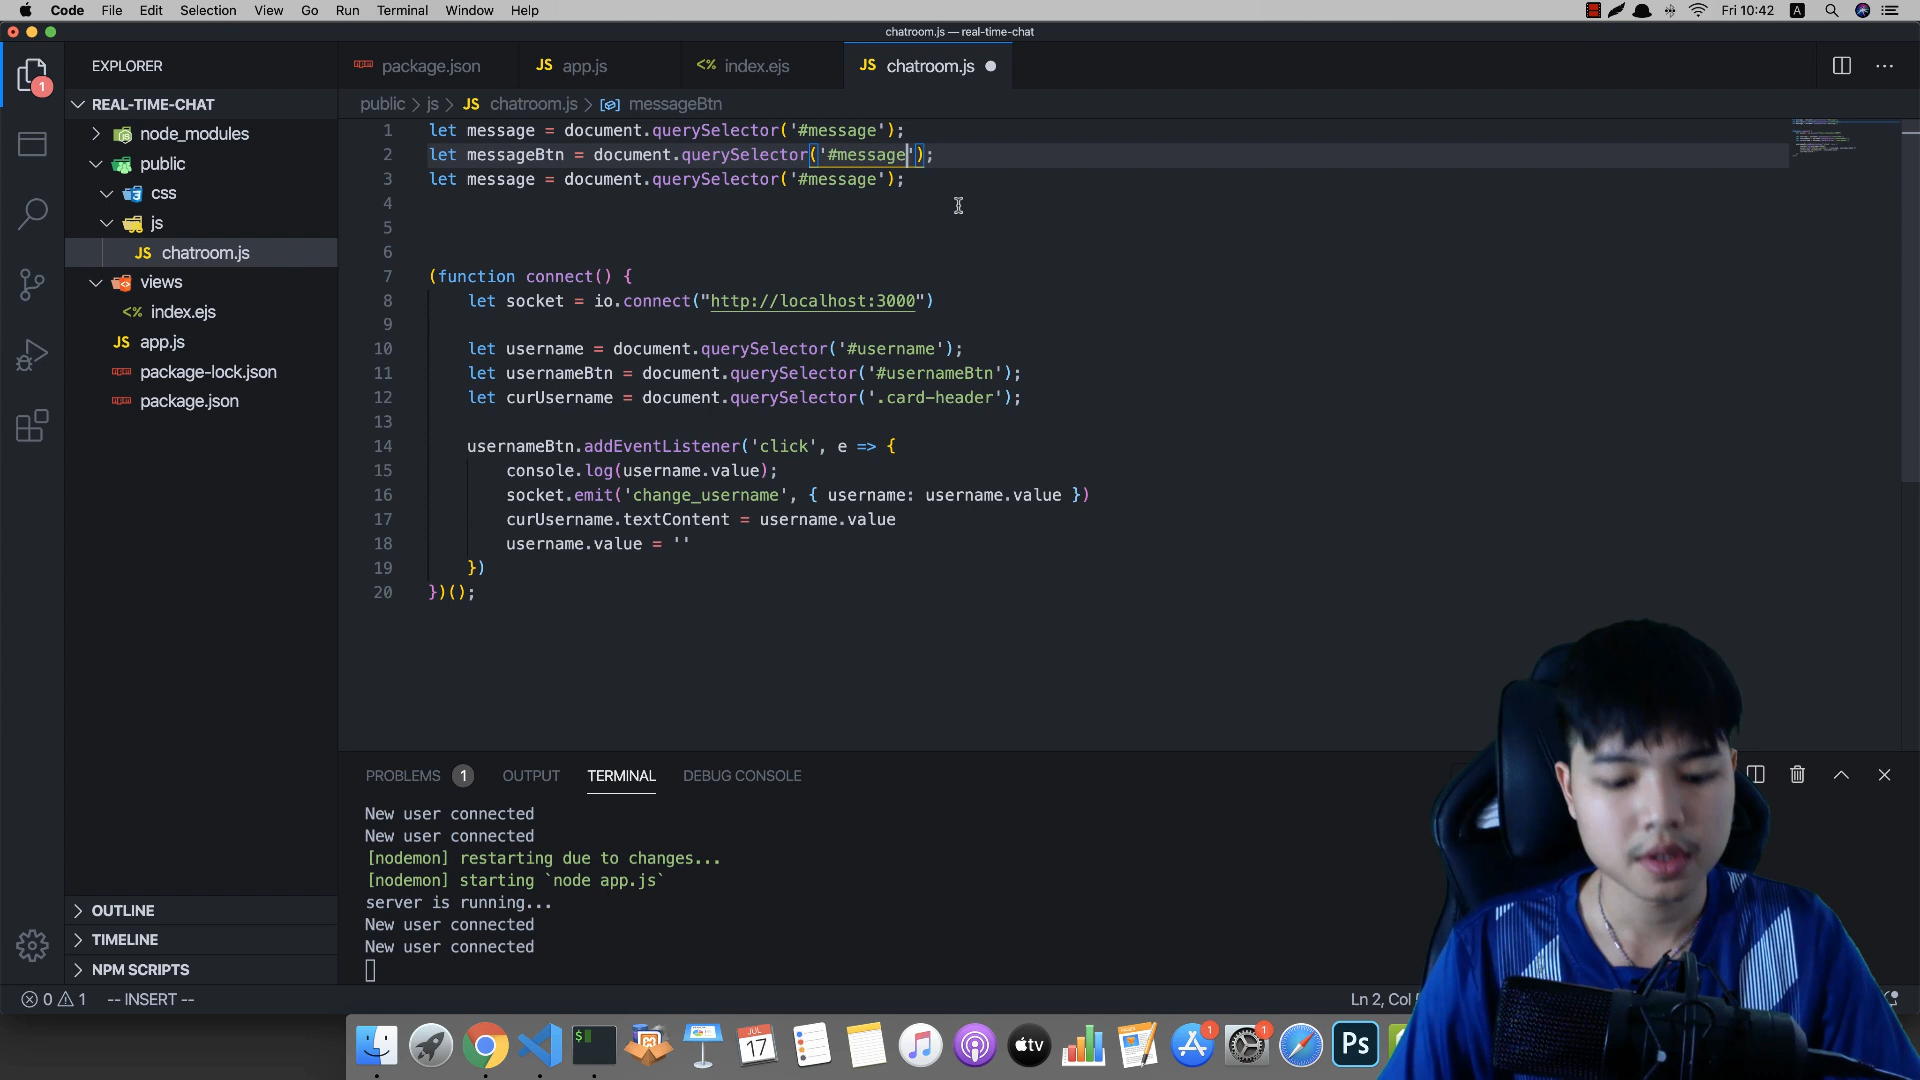 Code File Edit Selection View Go Run Terminal Window Help Fri 10:42 A
chatroom.js — real-time-chat
EXPLORER
1
package.json
JS app.js
<% index.ejs
JS chatroom.js
REAL-TIME-CHAT
public > js > JS chatroom.js > messageBtn
node_modules
public
css
js
JS chatroom.js
views
<% index.ejs
JS app.js
package-lock.json
package.json
1 let message = document.querySelector('#message');
2 let messageBtn = document.querySelector('#message');
3 let message = document.querySelector('#message');
4
5
6
7 (function connect() {
8 let socket = io.connect("http://localhost:3000")
9
10 let username = document.querySelector('#username');
11 let usernameBtn = document.querySelector('#usernameBtn');
12 let curUsername = document.querySelector('.card-header');
13
14 usernameBtn.addEventListener('click', e => {
15 console.log(username.value);
16 socket.emit('change_username', { username: username.value })
17 curUsername.textContent = username.value
18 username.value = ''
19 })
20 })();
PROBLEMS 1 OUTPUT TERMINAL DEBUG CONSOLE
New user connected
New user connected
[nodemon] restarting due to changes...
[nodemon] starting `node app.js`
server is running...
New user connected
New user connected
OUTLINE
TIMELINE
NPM SCRIPTS
0 1 -- INSERT --
Ln 2, Col
JUL
17
tv
1
1
Ps